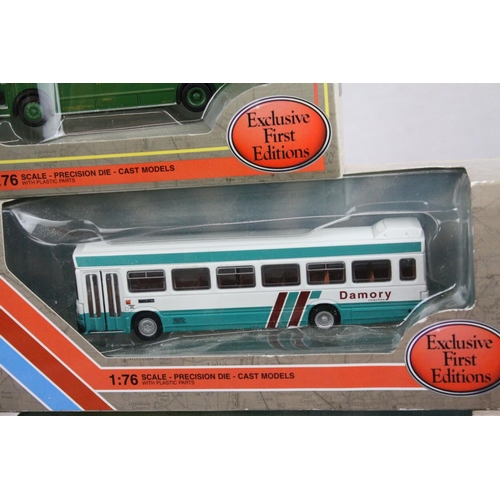 Exclusive
First
Editions
:76 SCALE - PRECISION DIE - CAST MODELS
WITH PLASTIC PARTS
Damory
Exclusive
First
Editions
1:76 SCALE - PRECISION DIE - CAST MODELS
WITH PLASTIC PARTS